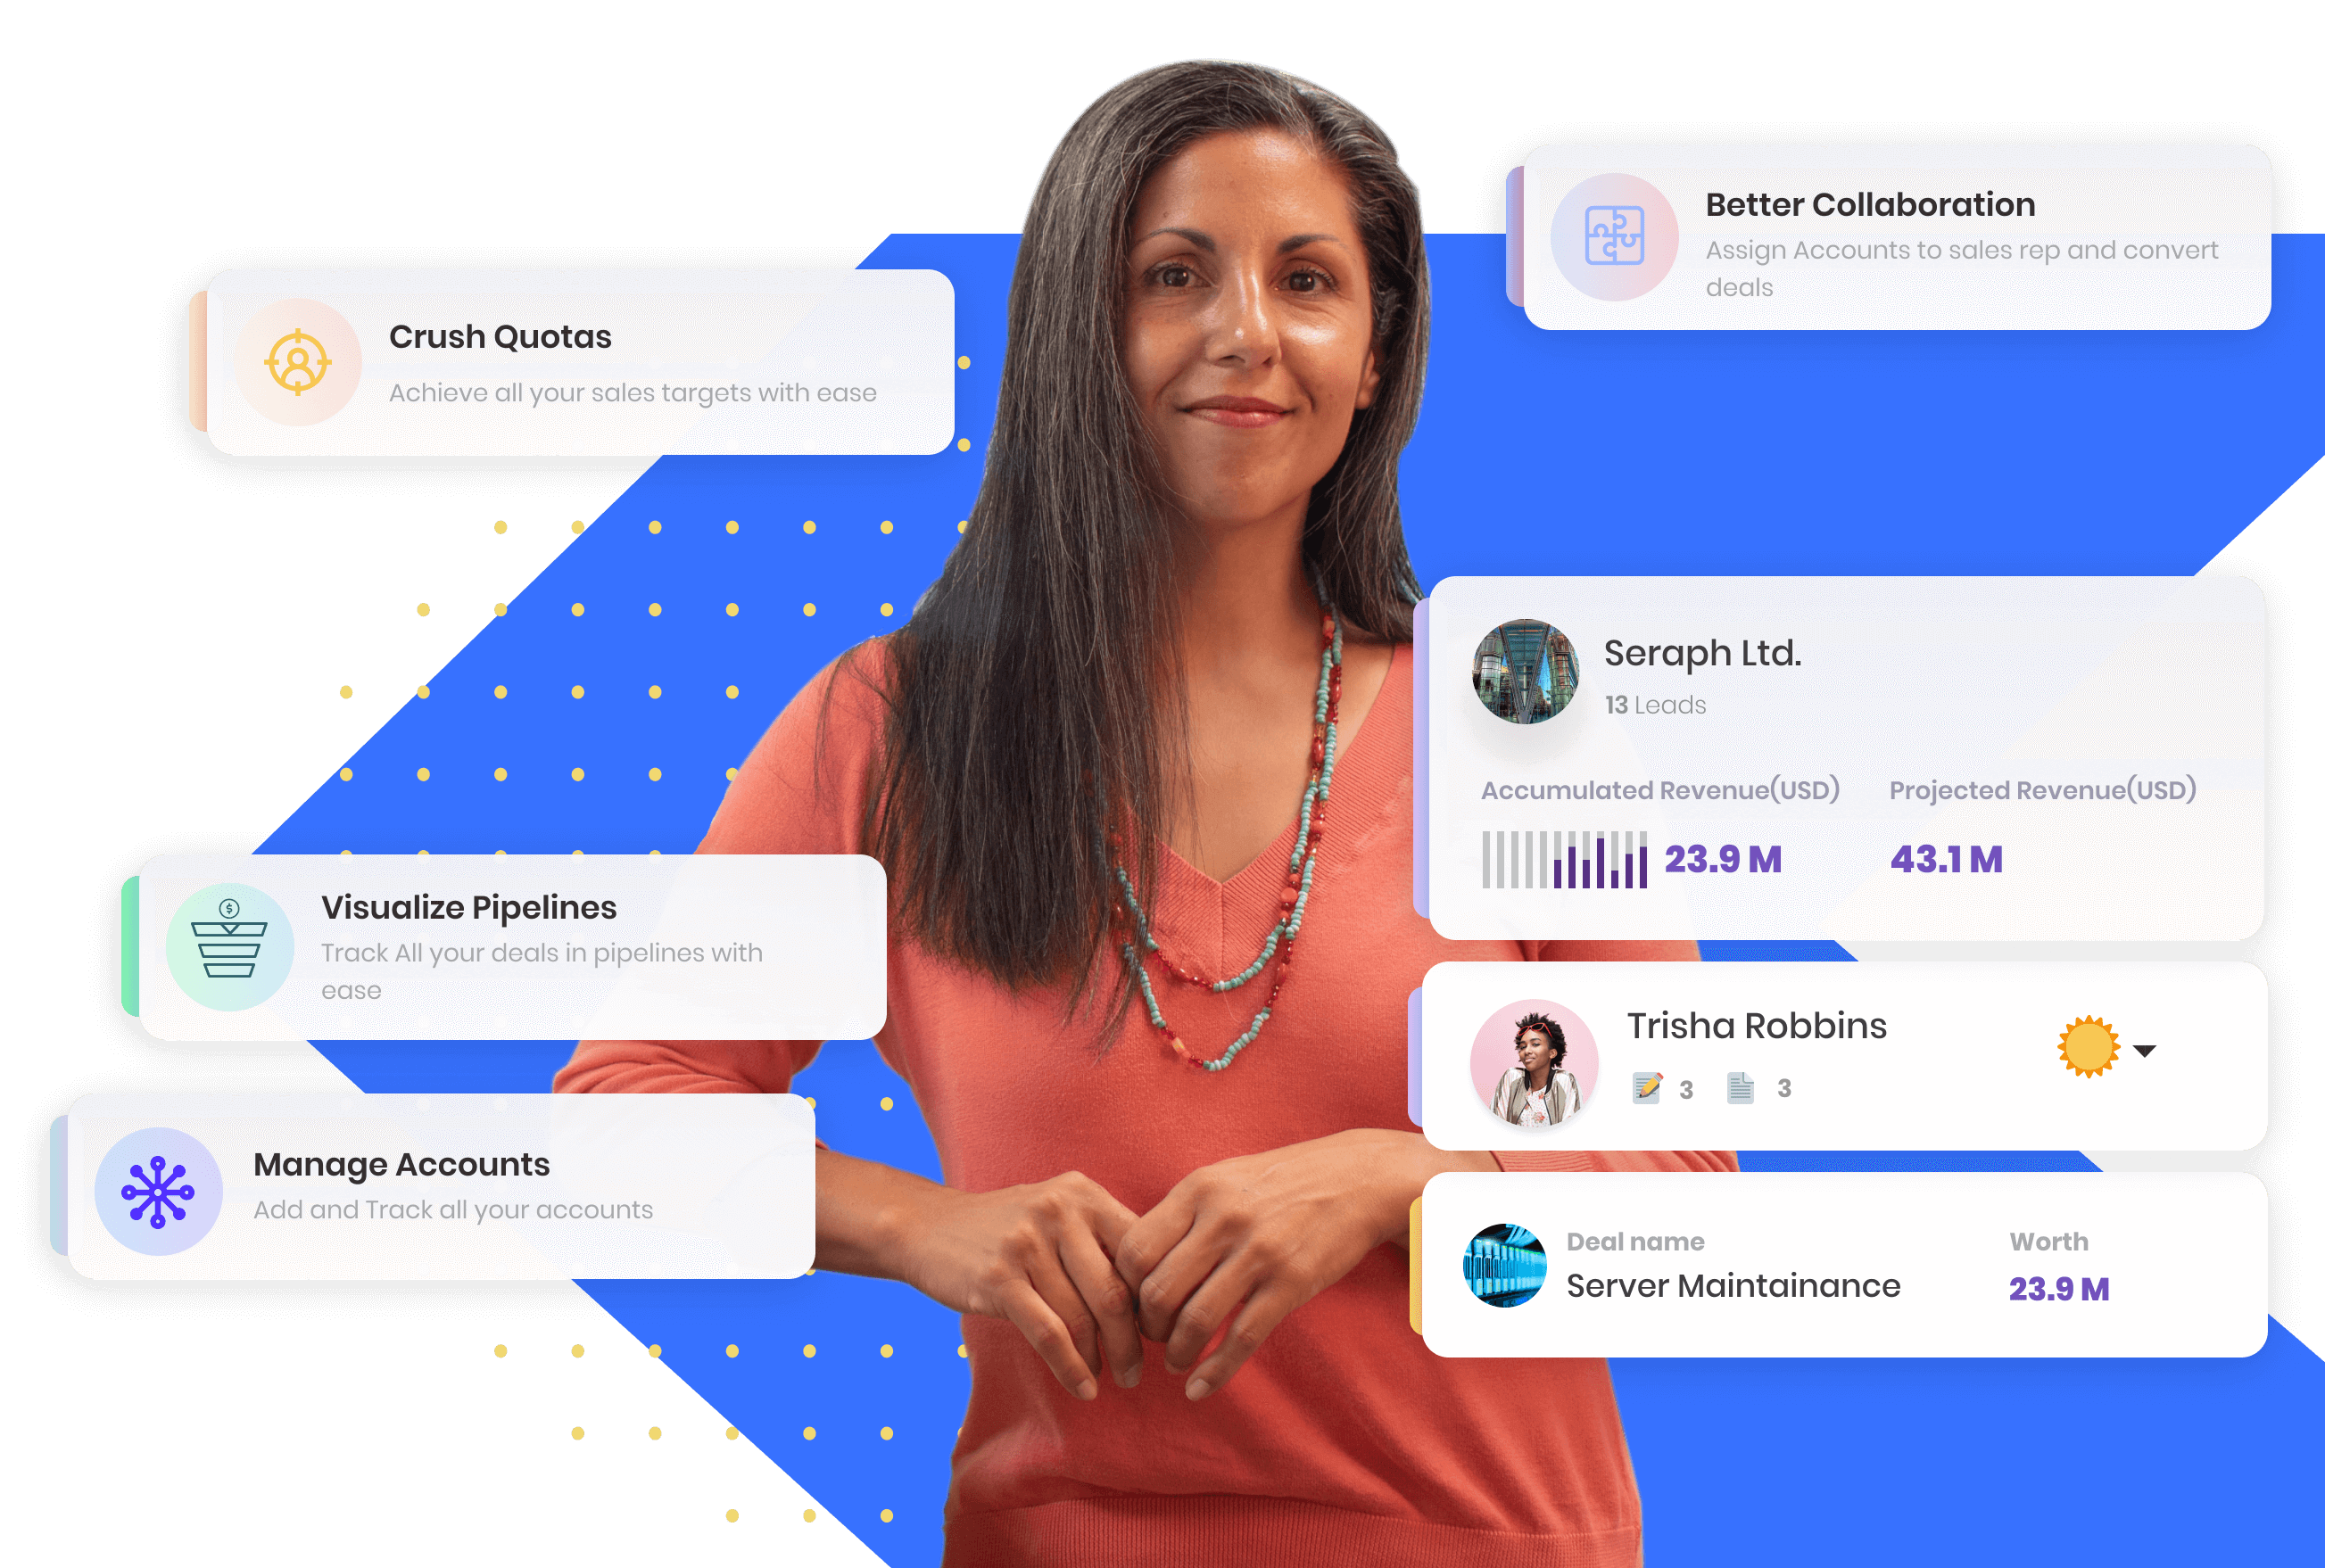 Better Collaboration
Assign Accounts to sales rep and convert
deals
Crush Quotas
Achieve all your sales targets with ease
Seraph Ltd.
13 Leads
Accumulated Revenue(USD) Projected Revenue(USD)
23.9 M 43.1 M
Visualize Pipelines
Track All your deals in pipelines with
ease
Trisha Robbins
3 3
Manage Accounts
Add and Track all your accounts
Deal name Worth
Server Maintainance 23.9 M